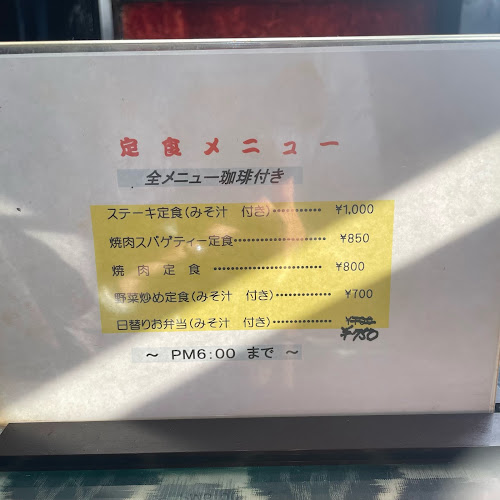 定食メニュー
全メニュー珈琲付き
ステーキ定食(みそ汁 付き)………… ¥1,000
焼肉スパゲティー定食………………… ¥850
焼 肉 定 食 ………………… ¥800
野菜炒め定食(みそ汁 付き)………… ¥700
日替りお弁当(みそ汁 付き)…………
～ PM6:00 まで ～